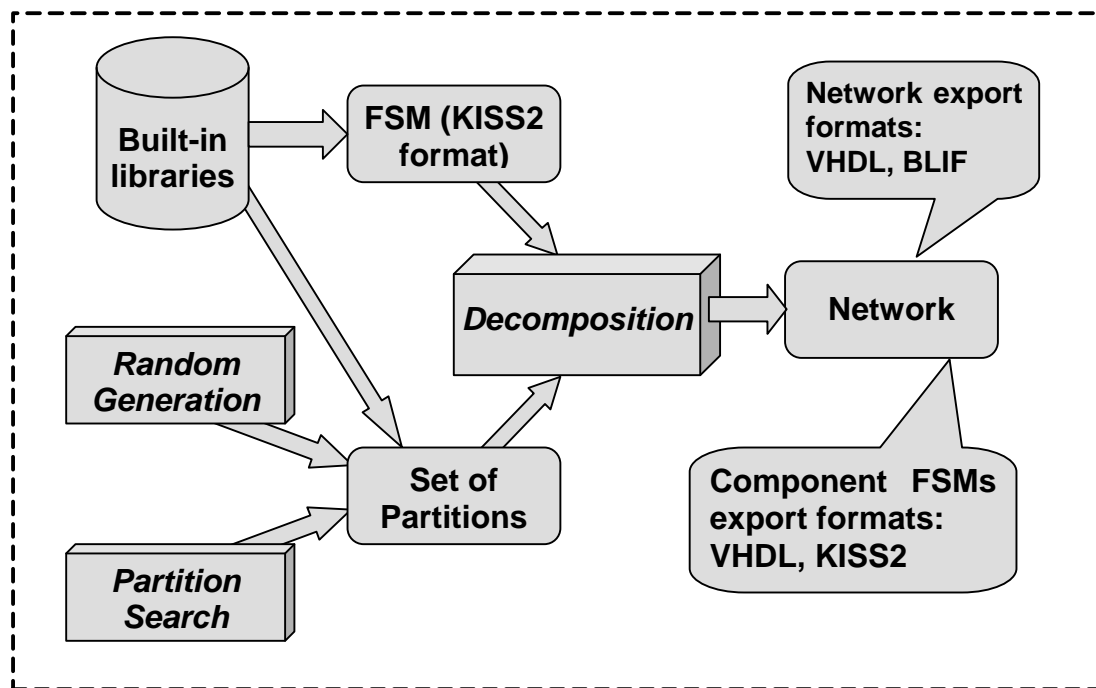 Built-in
libraries
FSM (KISS2
format)
Network export
formats:
VHDL, BLIF
Decomposition
Network
Random
Generation
Set of
Partitions
Partition
Search
Component FSMs
export formats:
VHDL, KISS2